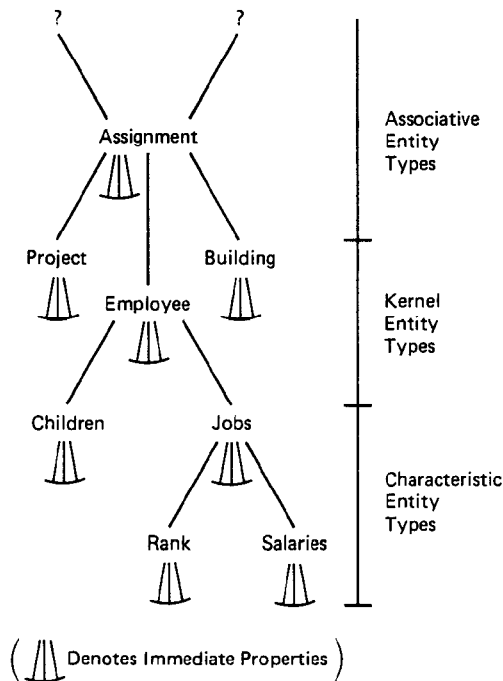 ? ?
Assignment
Associative
Entity
Types
Project Building
Employee
Kernel
Entity
Types
Children Jobs
Characteristic
Entity
Types
Rank Salaries
( Denotes Immediate Properties )